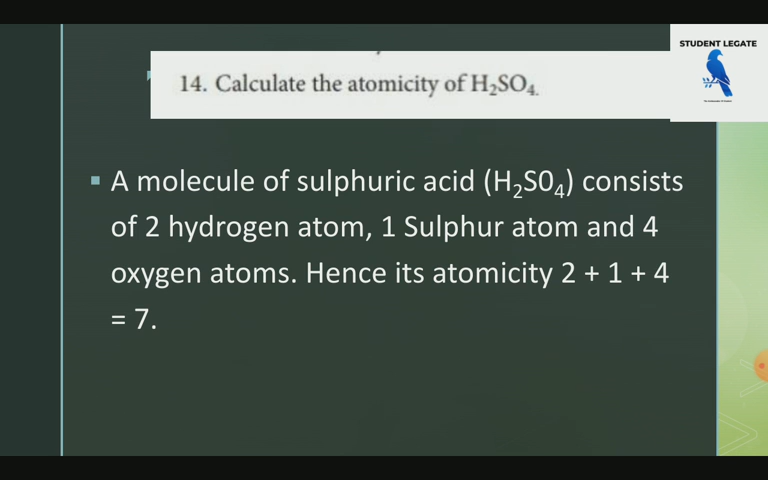 STUDENT LEGATE
14. Calculate the atomicity of H₂SO₄.
▪ A molecule of sulphuric acid (H₂S0₄) consists
of 2 hydrogen atom, 1 Sulphur atom and 4
oxygen atoms. Hence its atomicity 2 + 1 + 4
= 7.